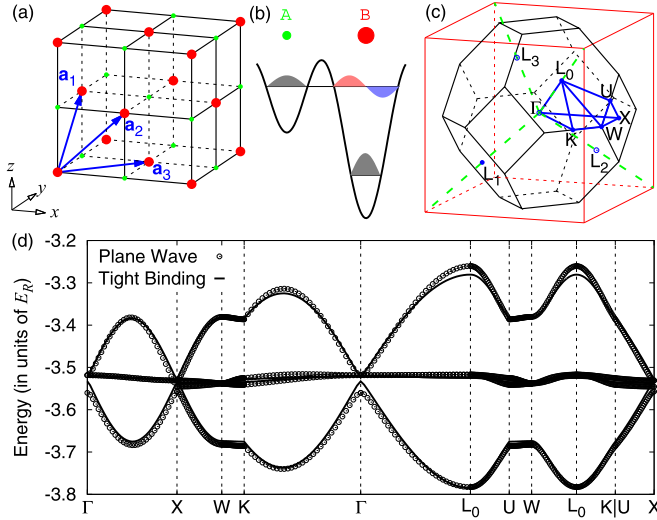 (a)
a1
a2
a3
z
y
x
(b)
A
B
(c)
L3
L0
U
Γ
X
K
W
L1
L2
(d)
Plane Wave
Tight Binding
Energy (in units of ER)
-3.2
-3.3
-3.4
-3.5
-3.6
-3.7
-3.8
Γ X W K Γ L0 U W L0 K|U X